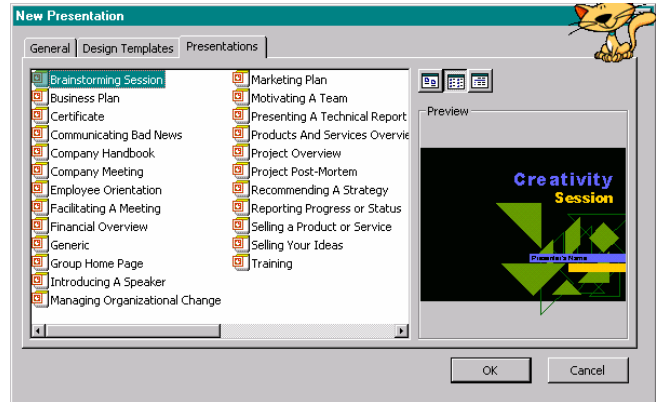 New Presentation
General
Design Templates
Presentations
Brainstorming Session
Business Plan
Certificate
Communicating Bad News
Company Handbook
Company Meeting
Employee Orientation
Facilitating A Meeting
Financial Overview
Generic
Group Home Page
Introducing A Speaker
Managing Organizational Change
Marketing Plan
Motivating A Team
Presenting A Technical Report
Products And Services Overvie
Project Overview
Project Post-Mortem
Recommending A Strategy
Reporting Progress or Status
Selling a Product or Service
Selling Your Ideas
Training
Preview
Creativity
Session
Presenter's Name
OK
Cancel